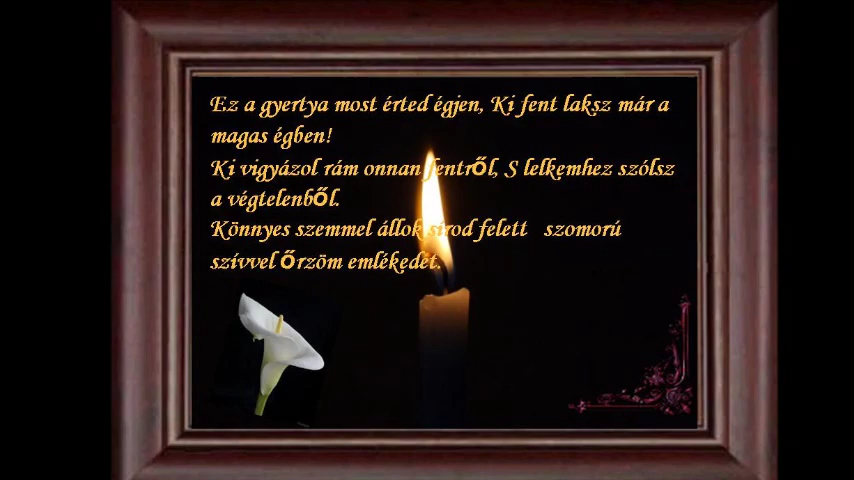 Ez a gyertya most érted égjen, Ki fent laksz már a
magas égben!
Ki vigyázol rám onnan fentről, S lelkemhez szólsz
a végtelenből.
Könnyes szemmel állok sírod felett szomorú
szívvel őrzöm emlékedet.